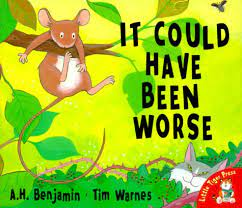 IT COULD
HAVE
BEEN
WORSE
A.H. Benjamin Tim Warnes
Little Tiger Press